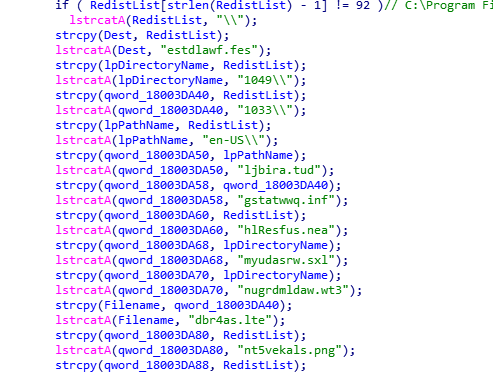 if ( RedistList[strlen(RedistList) - 1] != 92 )// C:\Program Fi
lstrcatA(RedistList, "\\");
strcpy(Dest, RedistList);
lstrcatA(Dest, "estdlawf.fes");
strcpy(lpDirectoryName, RedistList);
lstrcatA(lpDirectoryName, "1049\\");
strcpy(qword_18003DA40, RedistList);
lstrcatA(qword_18003DA40, "1033\\");
strcpy(lpPathName, RedistList);
lstrcatA(lpPathName, "en-US\\");
strcpy(qword_18003DA50, lpPathName);
lstrcatA(qword_18003DA50, "ljbira.tud");
strcpy(qword_18003DA58, qword_18003DA40);
lstrcatA(qword_18003DA58, "gstatwwq.inf");
strcpy(qword_18003DA60, RedistList);
lstrcatA(qword_18003DA60, "hlResfus.nea");
strcpy(qword_18003DA68, lpDirectoryName);
lstrcatA(qword_18003DA68, "myudasrw.sxl");
strcpy(qword_18003DA70, lpDirectoryName);
lstrcatA(qword_18003DA70, "nugrdmldaw.wt3");
strcpy(Filename, qword_18003DA40);
lstrcatA(Filename, "dbr4as.lte");
strcpy(qword_18003DA80, RedistList);
lstrcatA(qword_18003DA80, "nt5vekals.png");
strcpy(qword_18003DA88, RedistList);